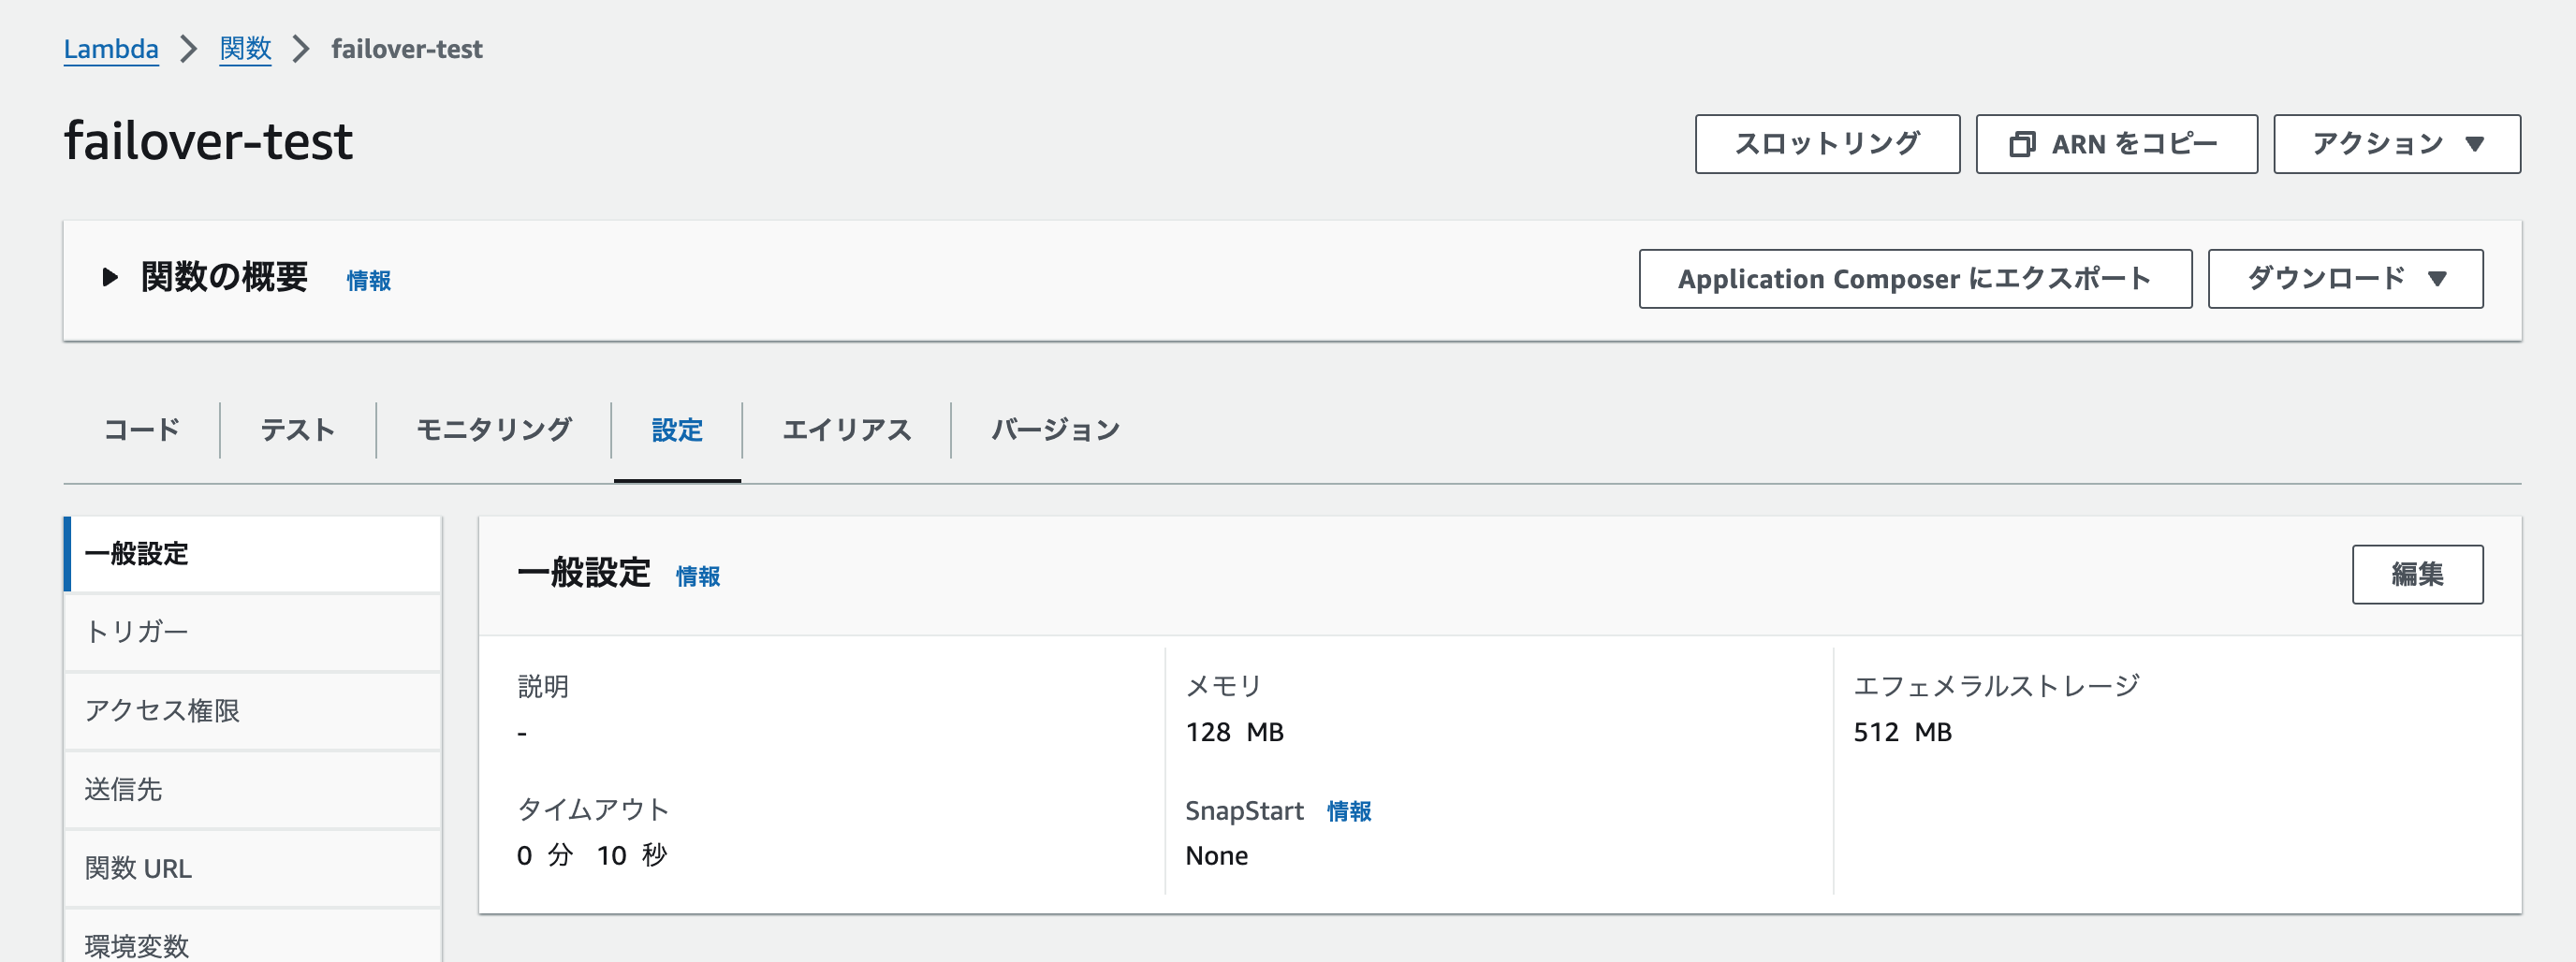 Lambda > 関数 > failover-test
failover-test
スロットリング
ARN をコピー
アクション ▼
▶ 関数の概要 情報
Application Composer にエクスポート
ダウンロード ▼
コード
テスト
モニタリング
設定
エイリアス
バージョン
一般設定
トリガー
アクセス権限
送信先
関数 URL
環境変数
一般設定 情報
編集
説明
-
メモリ
128 MB
エフェメラルストレージ
512 MB
タイムアウト
0 分 10 秒
SnapStart 情報
None